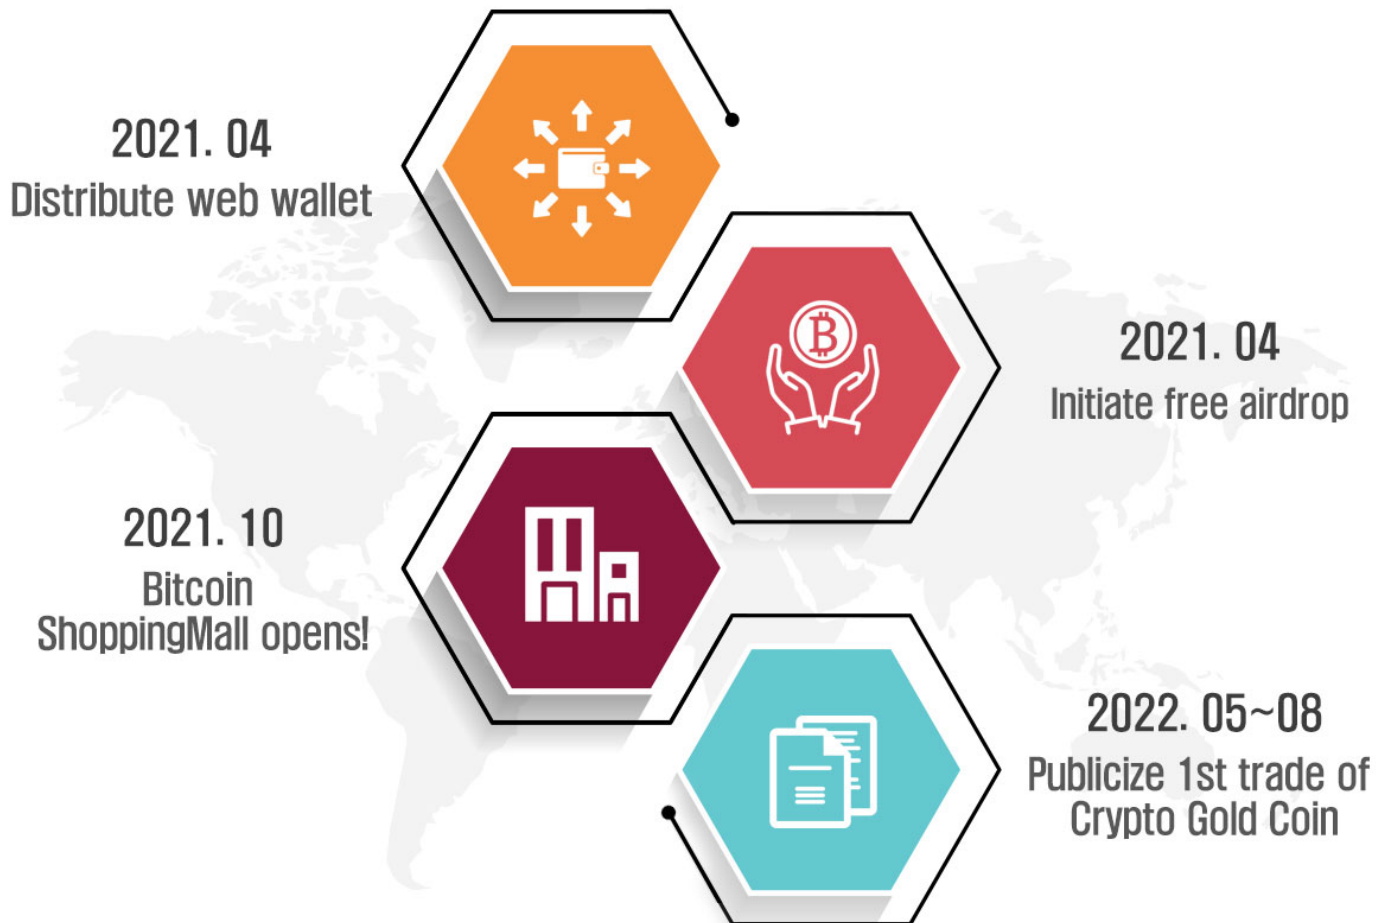 2021. 04
Distribute web wallet
2021. 04
Initiate free airdrop
2021. 10
Bitcoin
ShoppingMall opens!
2022. 05~08
Publicize 1st trade of
Crypto Gold Coin